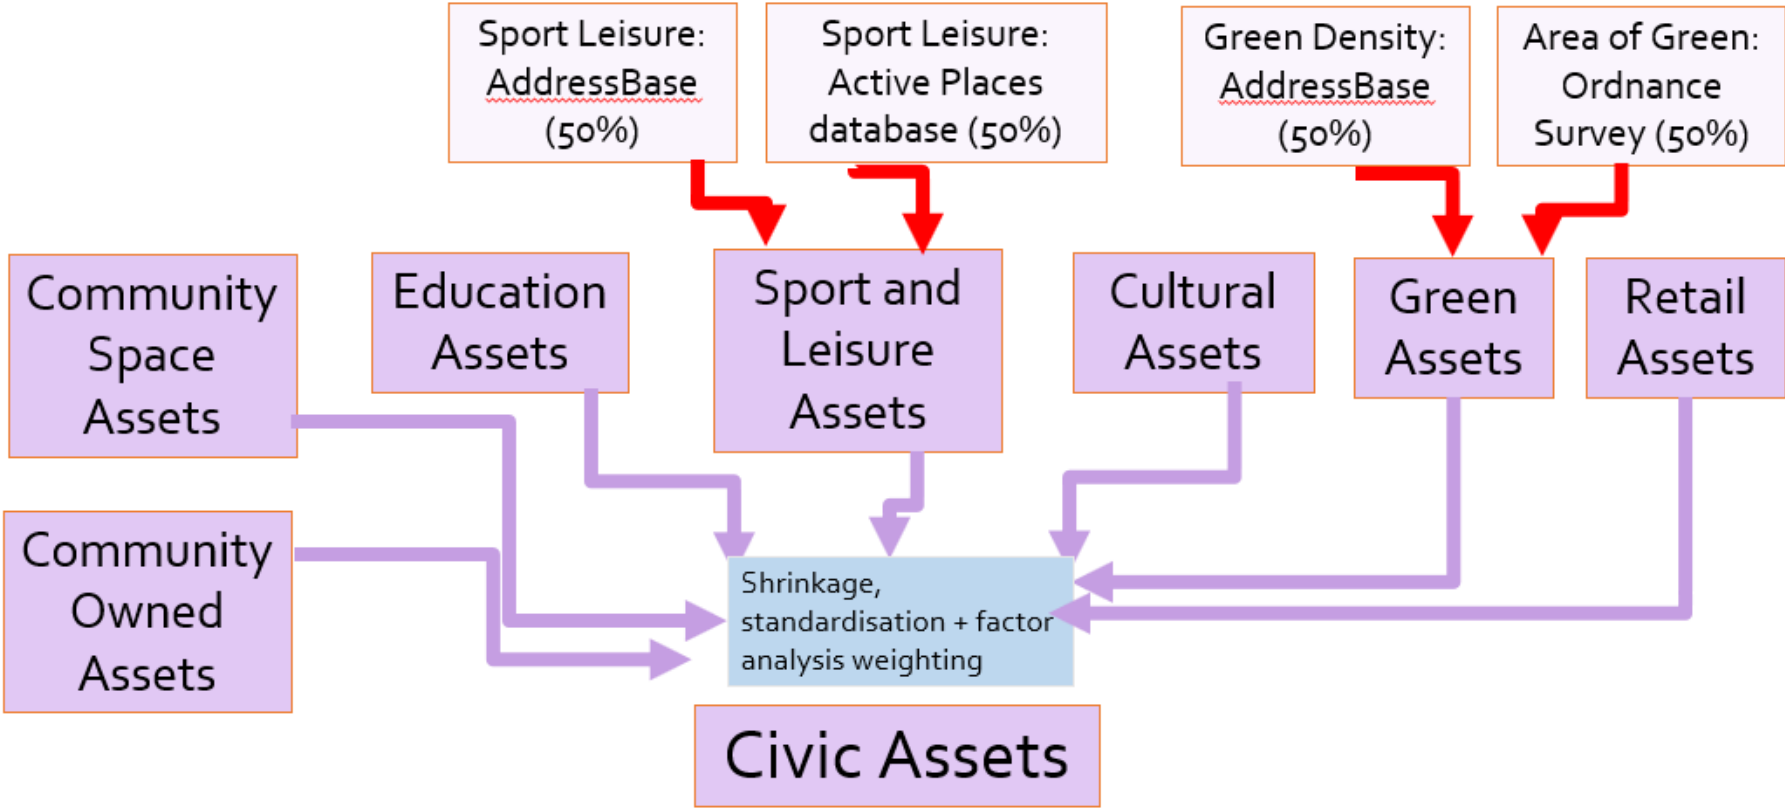 Sport Leisure:
AddressBase
(50%)
Sport Leisure:
Active Places
database (50%)
Green Density:
AddressBase
(50%)
Area of Green:
Ordnance
Survey (50%)
Community
Space
Assets
Education
Assets
Sport and
Leisure
Assets
Cultural
Assets
Green
Assets
Retail
Assets
Community
Owned
Assets
Shrinkage,
standardisation + factor
analysis weighting
Civic Assets